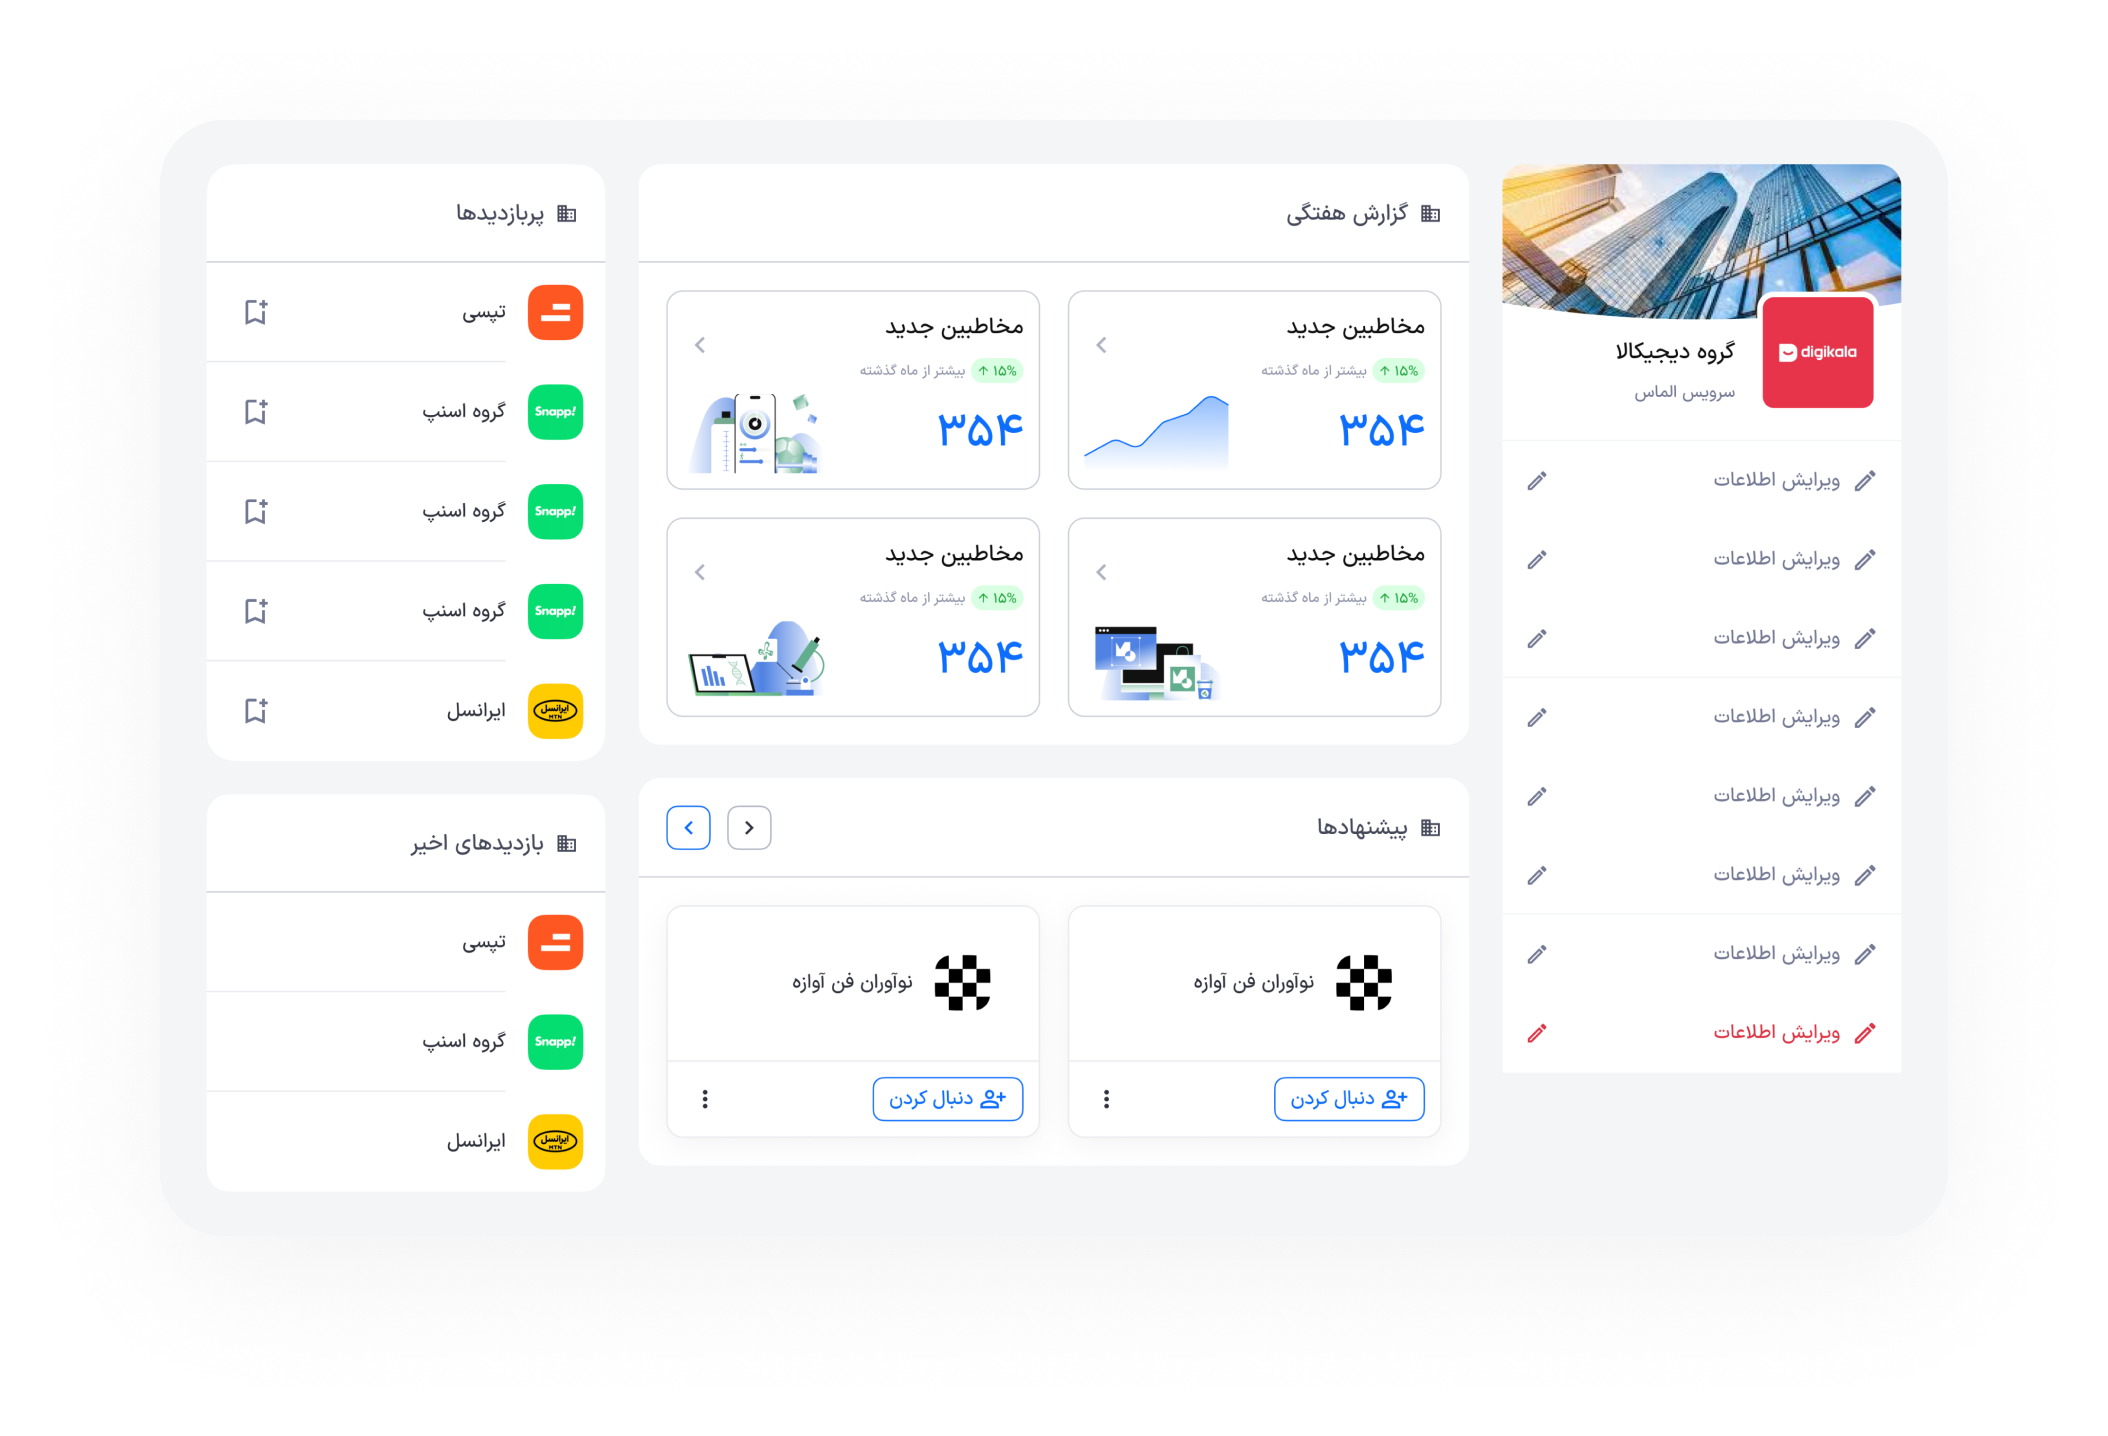 digikala
گروه دیجیکالا
سرویس الماس
ویرایش اطلاعات
ویرایش اطلاعات
ویرایش اطلاعات
ویرایش اطلاعات
ویرایش اطلاعات
ویرایش اطلاعات
ویرایش اطلاعات
ویرایش اطلاعات
گزارش هفتگی
مخاطبین جدید
۱۵% بیشتر از ماه گذشته
۳۵۴
مخاطبین جدید
۱۵% بیشتر از ماه گذشته
۳۵۴
مخاطبین جدید
۱۵% بیشتر از ماه گذشته
۳۵۴
مخاطبین جدید
۱۵% بیشتر از ماه گذشته
۳۵۴
پیشنهادها
نوآوران فن آوازه
دنبال کردن
نوآوران فن آوازه
دنبال کردن
پربازدیدها
تپسی
Snapp!
گروه اسنپ
Snapp!
گروه اسنپ
Snapp!
گروه اسنپ
ایرانسل
MTN
ایرانسل
بازدیدهای اخیر
تپسی
Snapp!
گروه اسنپ
ایرانسل
MTN
ایرانسل